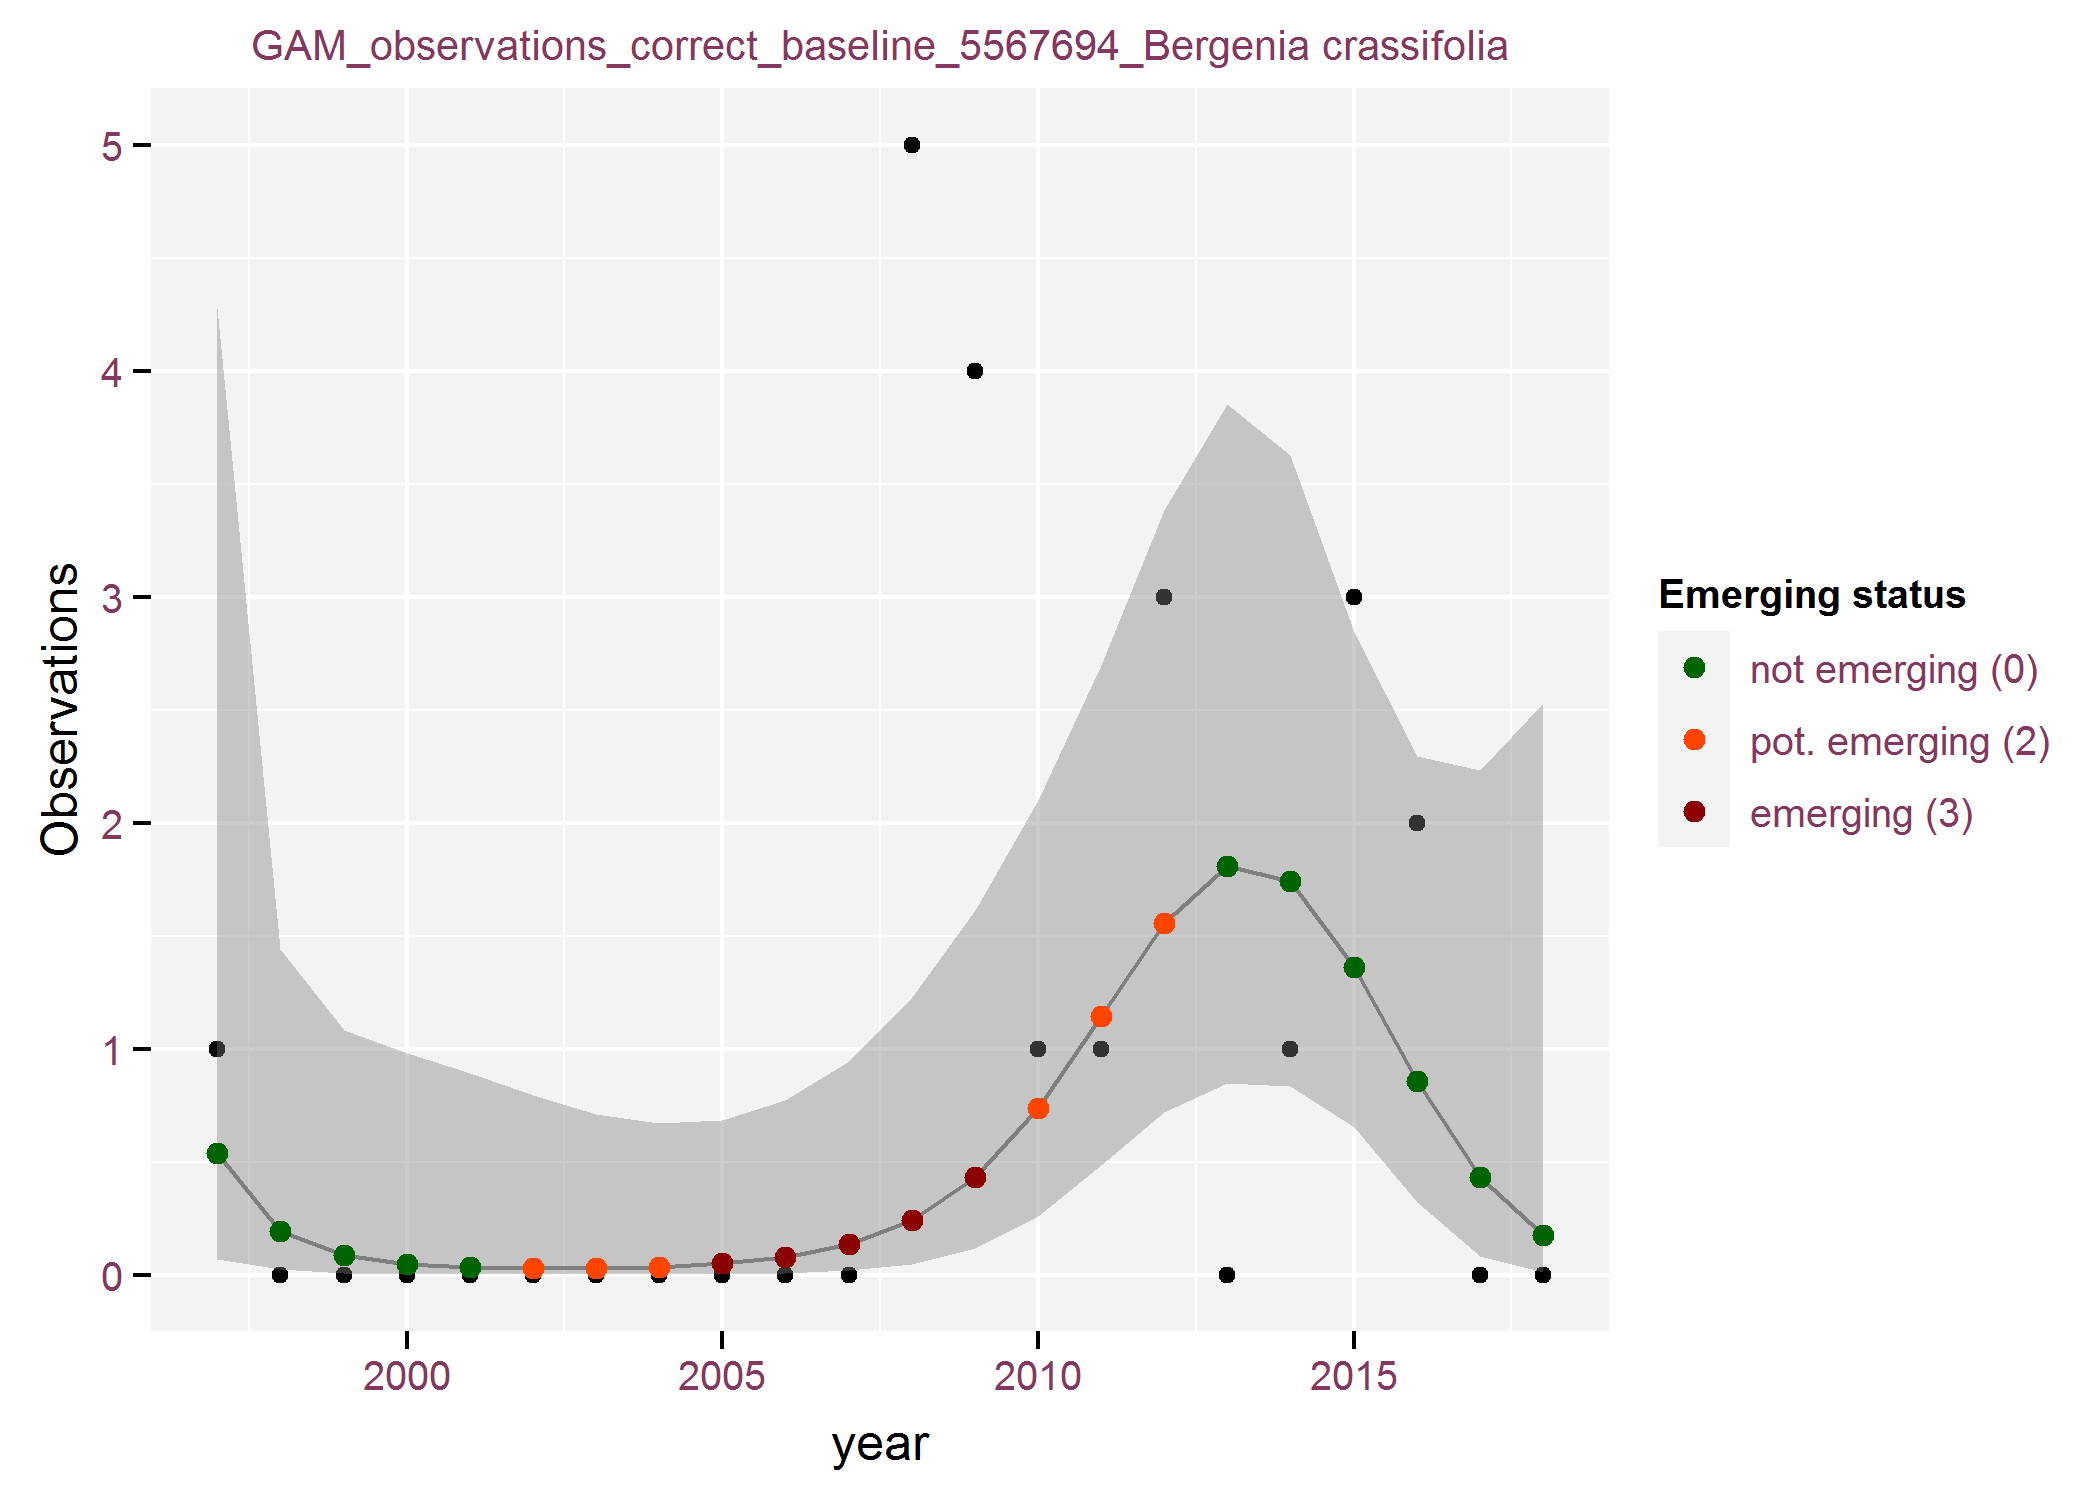 GAM_observations_correct_baseline_5567694_Bergenia crassifolia
5
4
3
2
1
0
Observations
2000 2005 2010 2015
year
Emerging status
not emerging (0)
pot. emerging (2)
emerging (3)